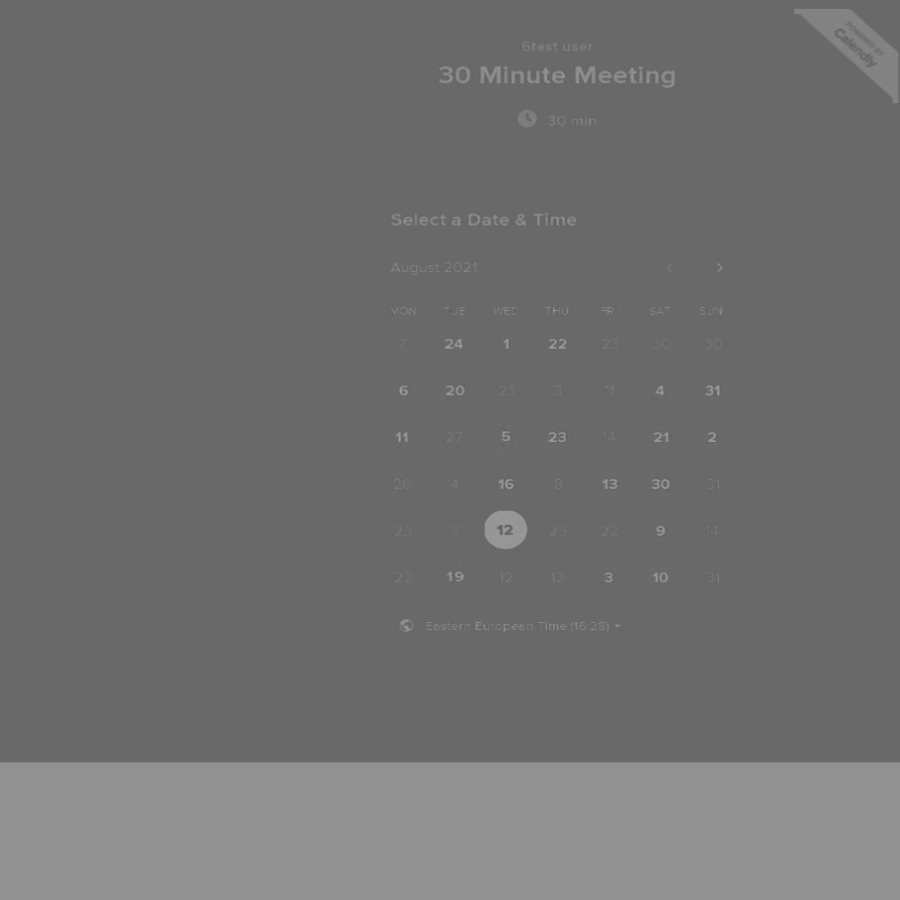 6test user
POWERED BY
Calendly
30 Minute Meeting
30 min
Select a Date & Time
August 2021
MON TUE WED THU FRI SAT SUN
7 24 1 22 23 30 30
6 20 23 3 11 4 31
11 27 5 23 14 21 2
20 4 16 8 13 30 31
28 3 12 25 22 9 14
22 19 12 12 3 10 31
Eastern European Time (16:28)